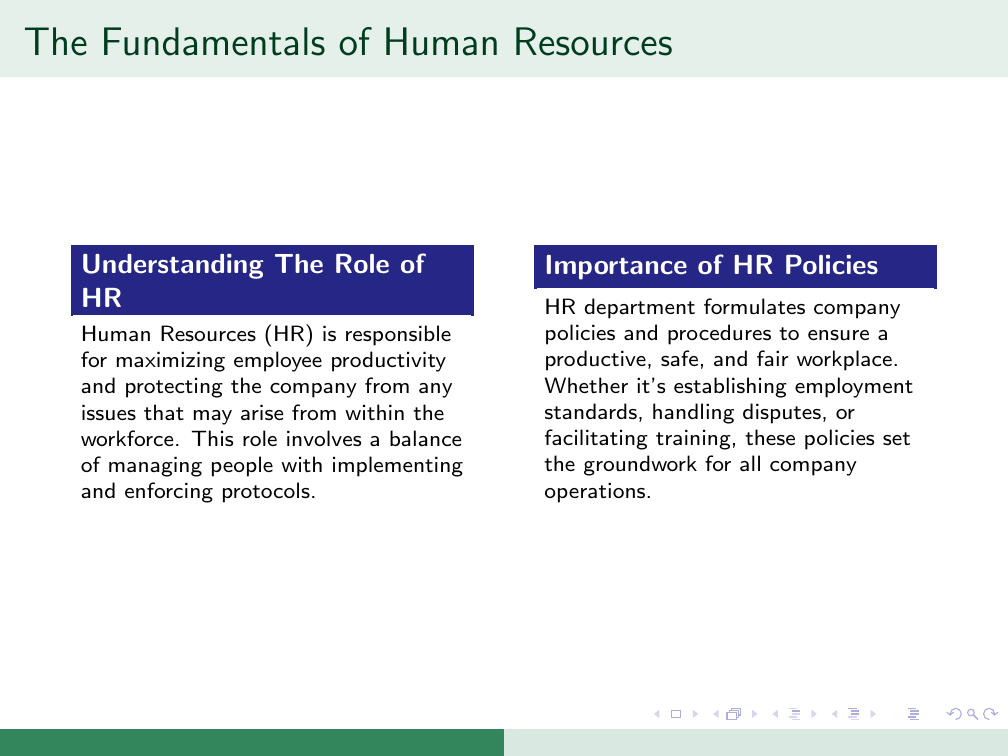 The Fundamentals of Human Resources
Understanding The Role of
HR
Human Resources (HR) is responsible
for maximizing employee productivity
and protecting the company from any
issues that may arise from within the
workforce. This role involves a balance
of managing people with implementing
and enforcing protocols.
Importance of HR Policies
HR department formulates company
policies and procedures to ensure a
productive, safe, and fair workplace.
Whether it's establishing employment
standards, handling disputes, or
facilitating training, these policies set
the groundwork for all company
operations.